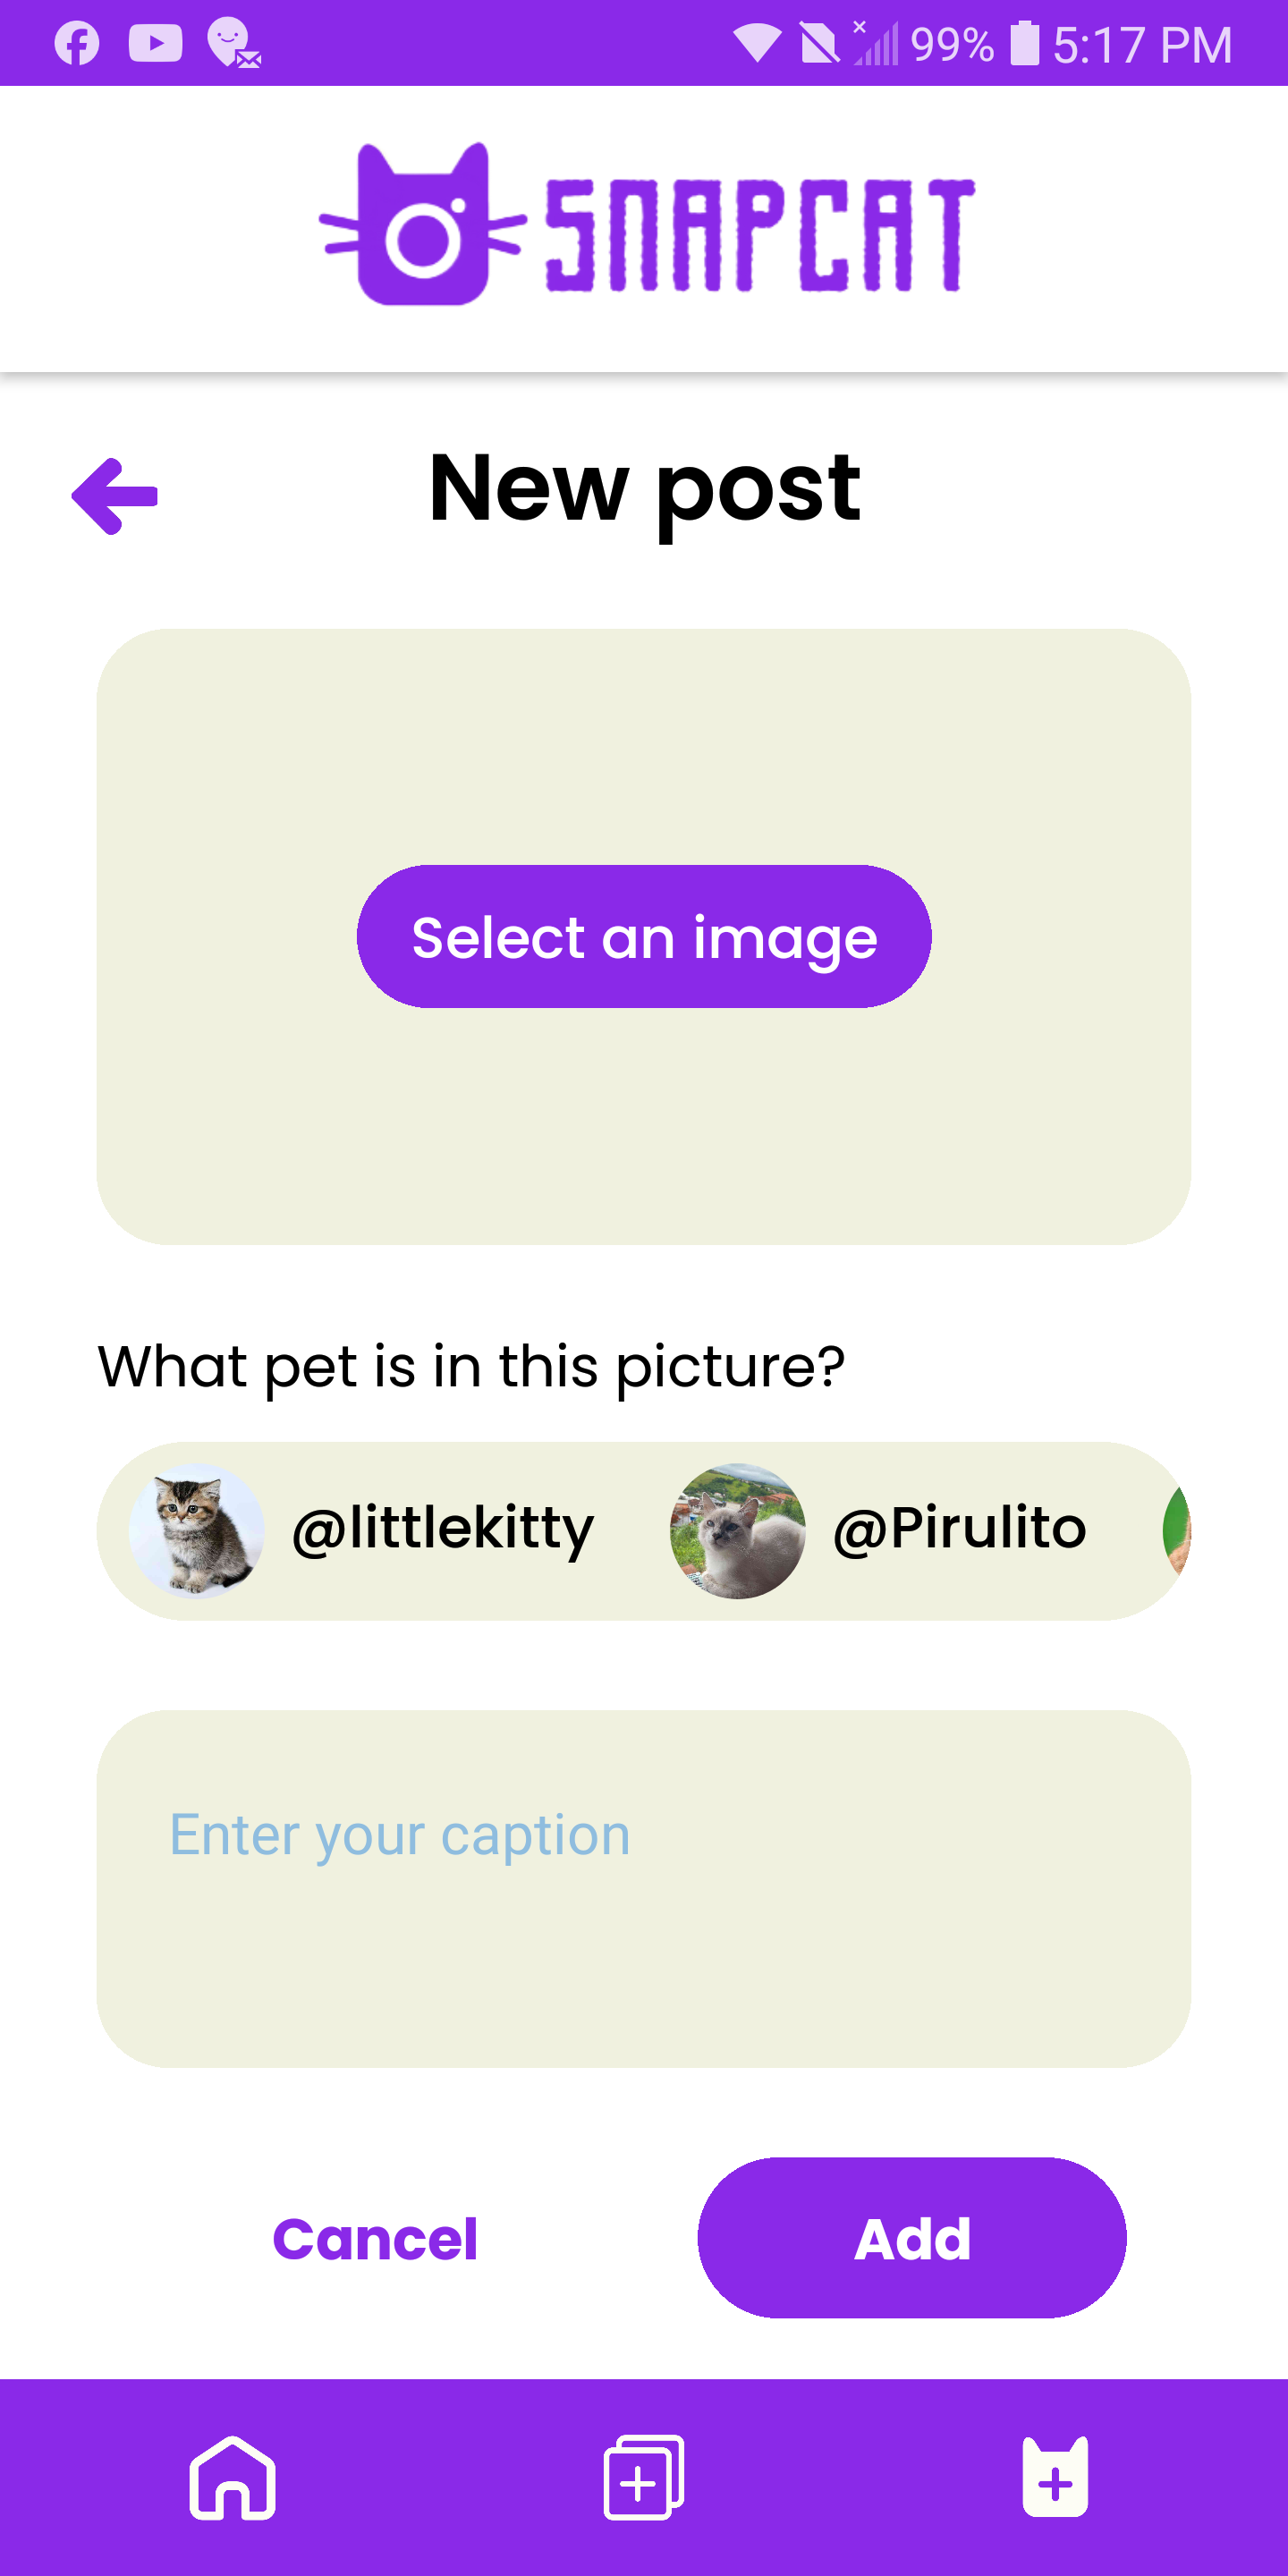 99% 5:17 PM
SNAPCAT
New post
Select an image
What pet is in this picture?
@littlekitty @Pirulito
Enter your caption
Cancel Add